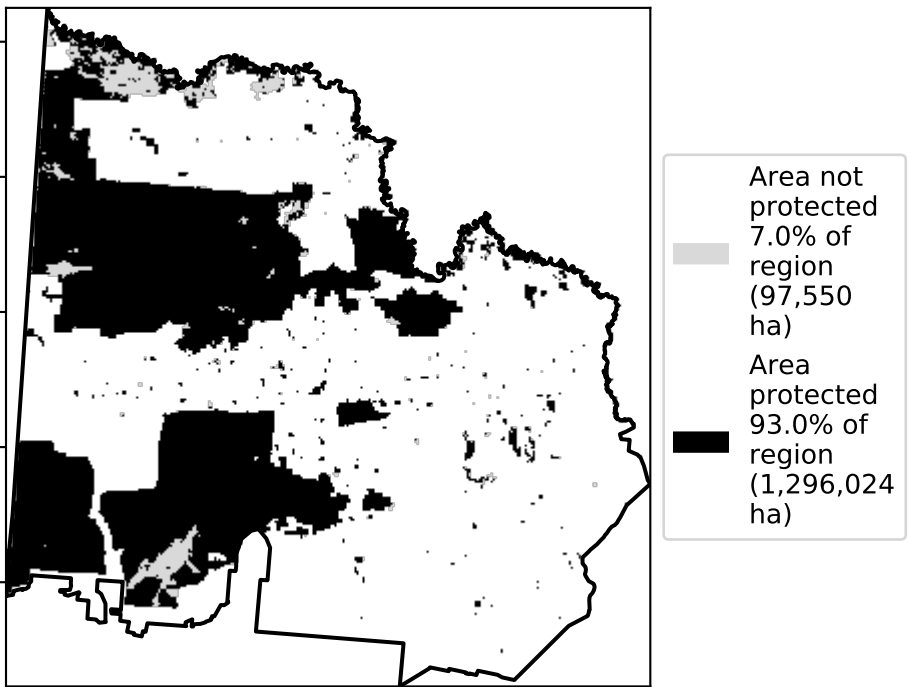 Area not
protected
7.0% of
region
(97,550
ha)
Area
protected
93.0% of
region
(1,296,024
ha)